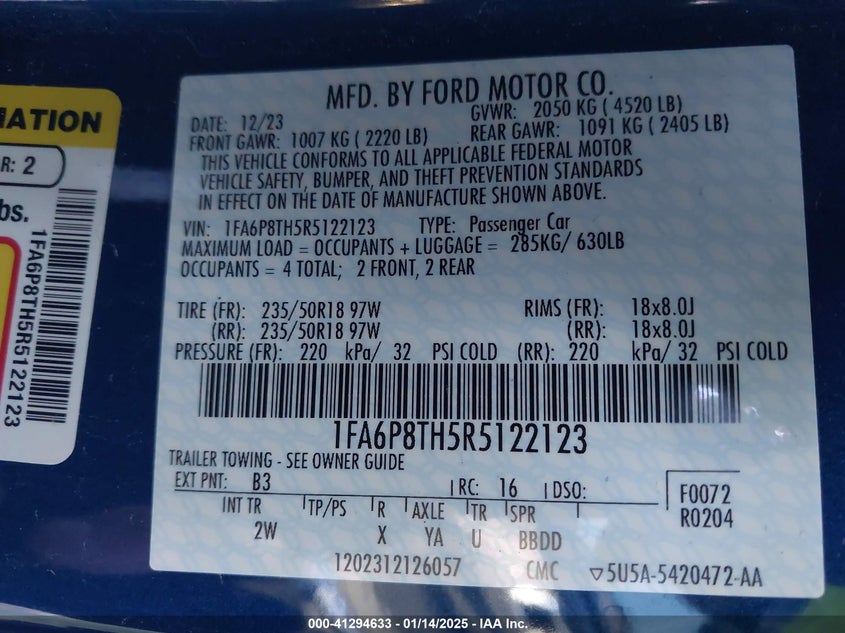 MATION
R: 2
bs.
1FA6P8TH5R5122123
MFD. BY FORD MOTOR CO.
DATE: 12/23 GVWR: 2050 KG ( 4520 LB)
FRONT GAWR: 1007 KG ( 2220 LB) REAR GAWR: 1091 KG ( 2405 LB)
THIS VEHICLE CONFORMS TO ALL APPLICABLE FEDERAL MOTOR
VEHICLE SAFETY, BUMPER, AND THEFT PREVENTION STANDARDS
IN EFFECT ON THE DATE OF MANUFACTURE SHOWN ABOVE.
VIN: 1FA6P8TH5R5122123 TYPE: Passenger Car
MAXIMUM LOAD = OCCUPANTS + LUGGAGE = 285KG/ 630LB
OCCUPANTS = 4 TOTAL; 2 FRONT, 2 REAR
TIRE (FR): 235/50R18 97W RIMS (FR): 18x8.0J
(RR): 235/50R18 97W (RR): 18x8.0J
PRESSURE (FR): 220 kPa/ 32 PSI COLD (RR): 220 kPa/ 32 PSI COLD
1FA6P8TH5R5122123
TRAILER TOWING - SEE OWNER GUIDE
EXT PNT: B3 RC: 16 DSO: F0072
INT TR TP/PS R AXLE TR SPR R0204
2W X YA U BBDD
1202312126057 CMC ▽5U5A-5420472-AA
000-41294633 - 01/14/2025 - IAA Inc.